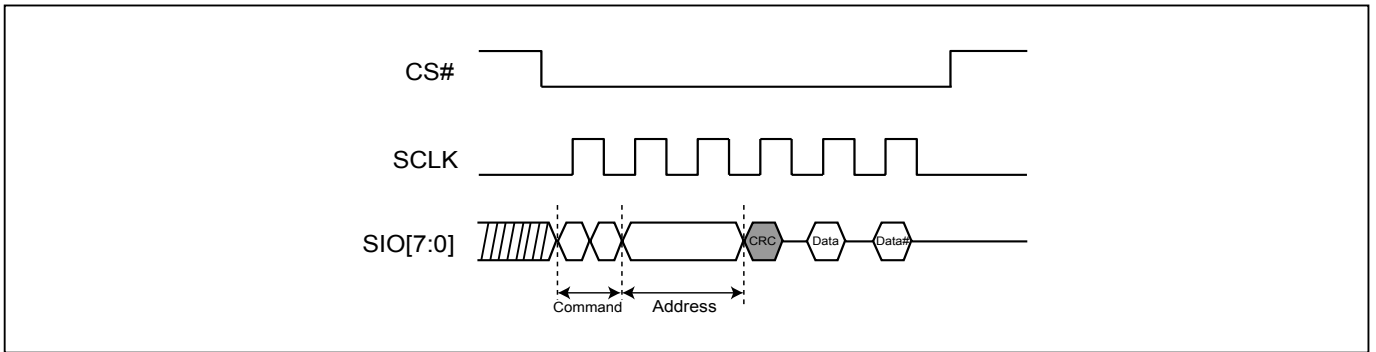 CS#
SCLK
SIO[7:0]
CRC
Data
Data#
Command
Address